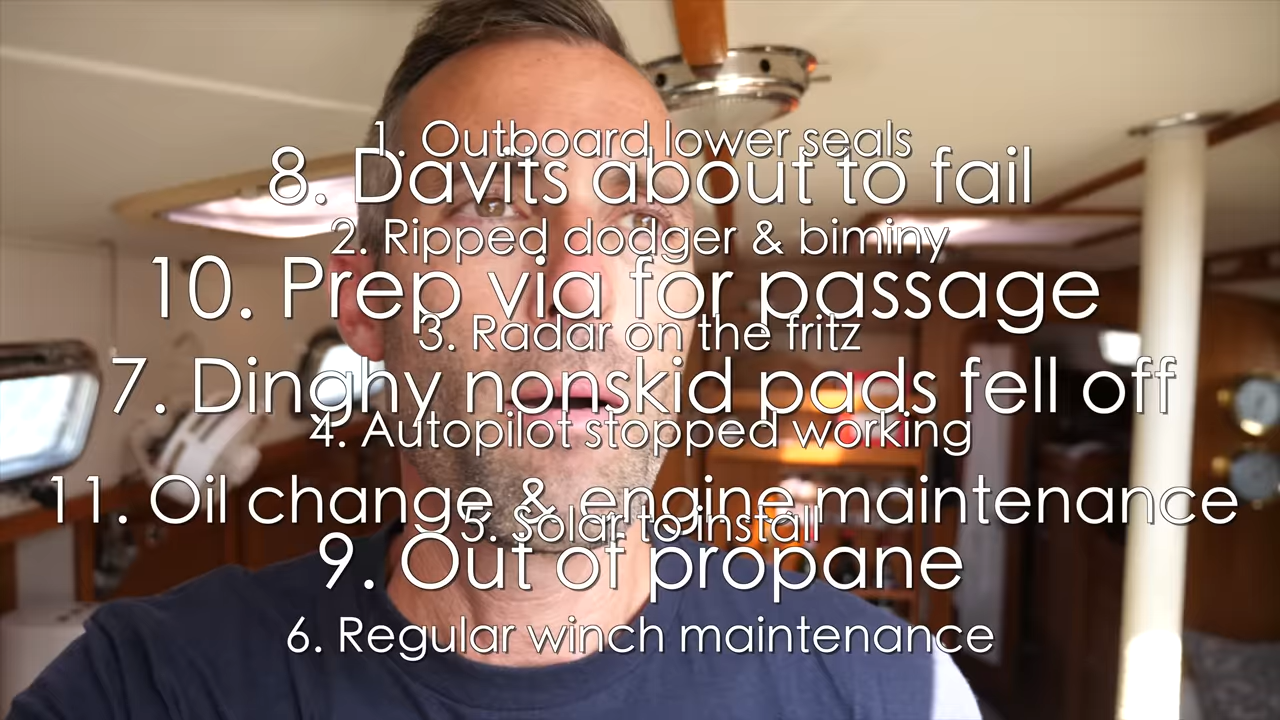 1. Outboard lower seals
8. Davits about to fail
2. Ripped dodger & biminy
10. Prep via for passage
3. Radar on the fritz
7. Dinghy nonskid pads fell off
4. Autopilot stopped working
11. Oil change & engine maintenance
5. Solar to install
9. Out of propane
6. Regular winch maintenance